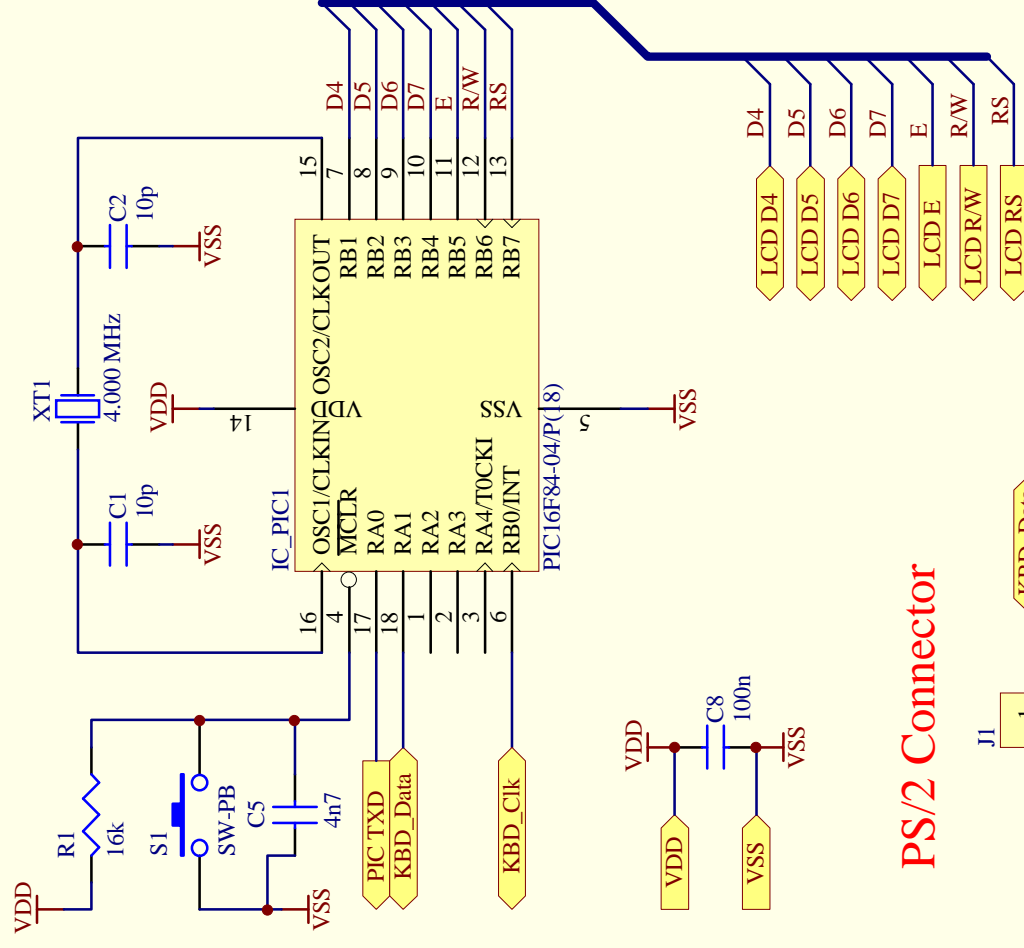 VDD
R1
16k
S1
SW-PB
C5
4n7
VSS
XT1
4.000 MHz
C1
10p
VSS
C2
10p
VSS
VDD
14
IC_PIC1
16
OSC1/CLKIN
OSC2/CLKOUT
15
4
MCLR
VDD
RB1
7
D4
PIC TXD
17
RA0
RB2
8
D5
KBD_Data
18
RA1
RB3
9
D6
1
RA2
RB4
10
D7
2
RA3
RB5
11
E
3
RA4/T0CKI
VSS
RB6
12
R/W
KBD_Clk
6
RB0/INT
RB7
13
RS
PIC16F84-04/P(18)
5
VSS
VDD
VDD
C8
100n
VSS
VSS
LCD D4
D4
LCD D5
D5
LCD D6
D6
LCD D7
D7
LCD E
E
LCD R/W
R/W
LCD RS
RS
PS/2 Connector
J1
1